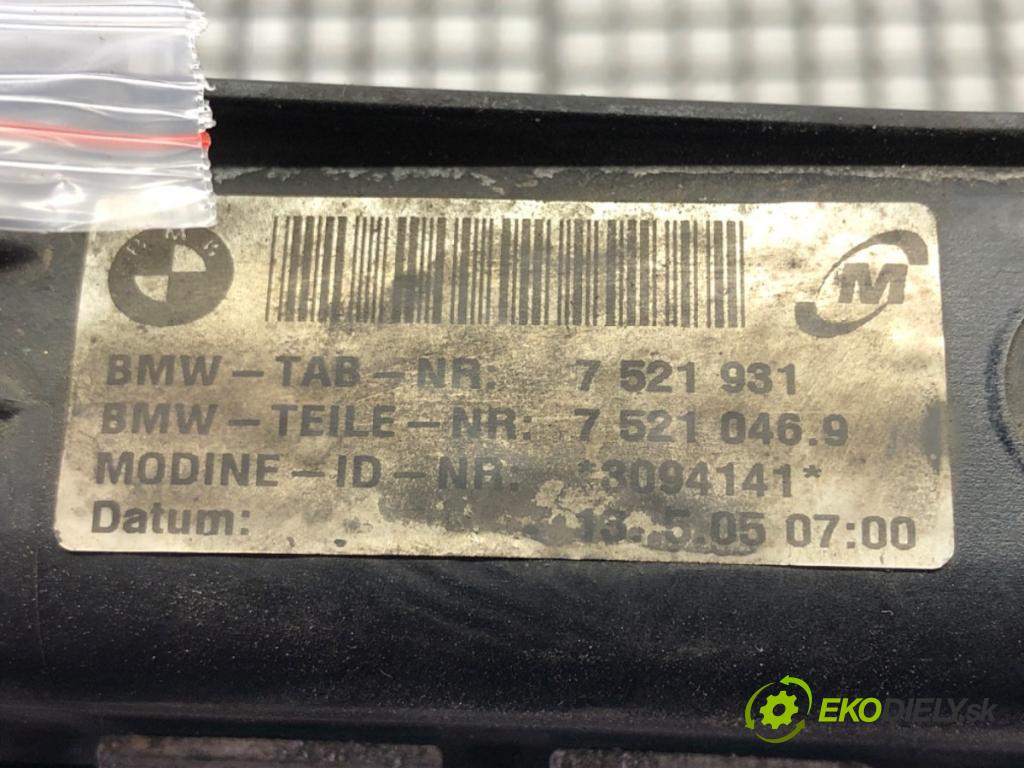 BMW
M
BMW-TAB-NR: 7 521 931
BMW-TEILE-NR: 7 521 046.9
MODINE-ID-NR. *3094141*
Datum: 13. 5.05 07:00
EKODIELY.sk